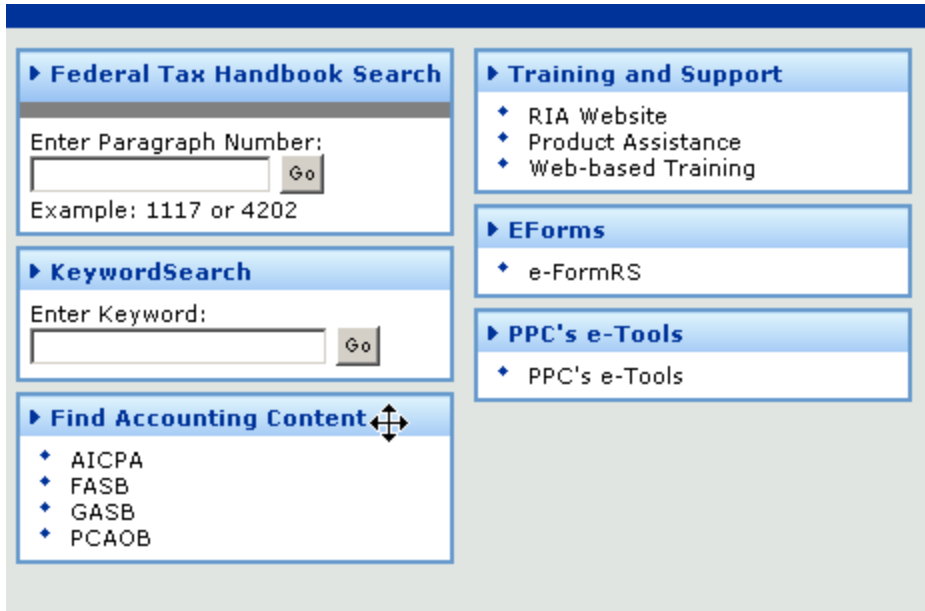 Federal Tax Handbook Search
Enter Paragraph Number:
Go
Example: 1117 or 4202
KeywordSearch
Enter Keyword:
Go
Find Accounting Content
AICPA
FASB
GASB
PCAOB
Training and Support
RIA Website
Product Assistance
Web-based Training
EForms
e-FormRS
PPC's e-Tools
PPC's e-Tools